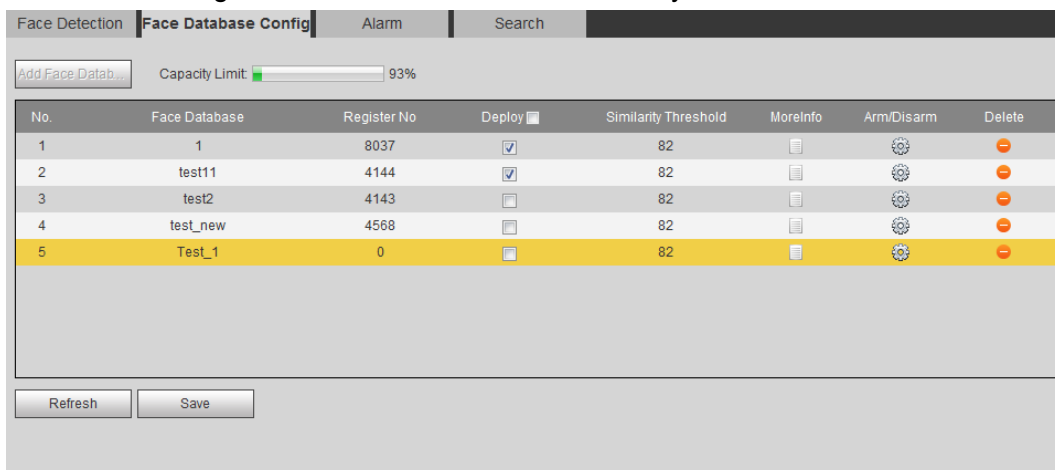 Face Detection Face Database Config Alarm Search
Add Face Datab... Capacity Limit: 93%
No. Face Database Register No Deploy Similarity Threshold MoreInfo Arm/Disarm Delete
1 1 8037 82
2 test11 4144 82
3 test2 4143 82
4 test_new 4568 82
5 Test_1 0 82
Refresh Save